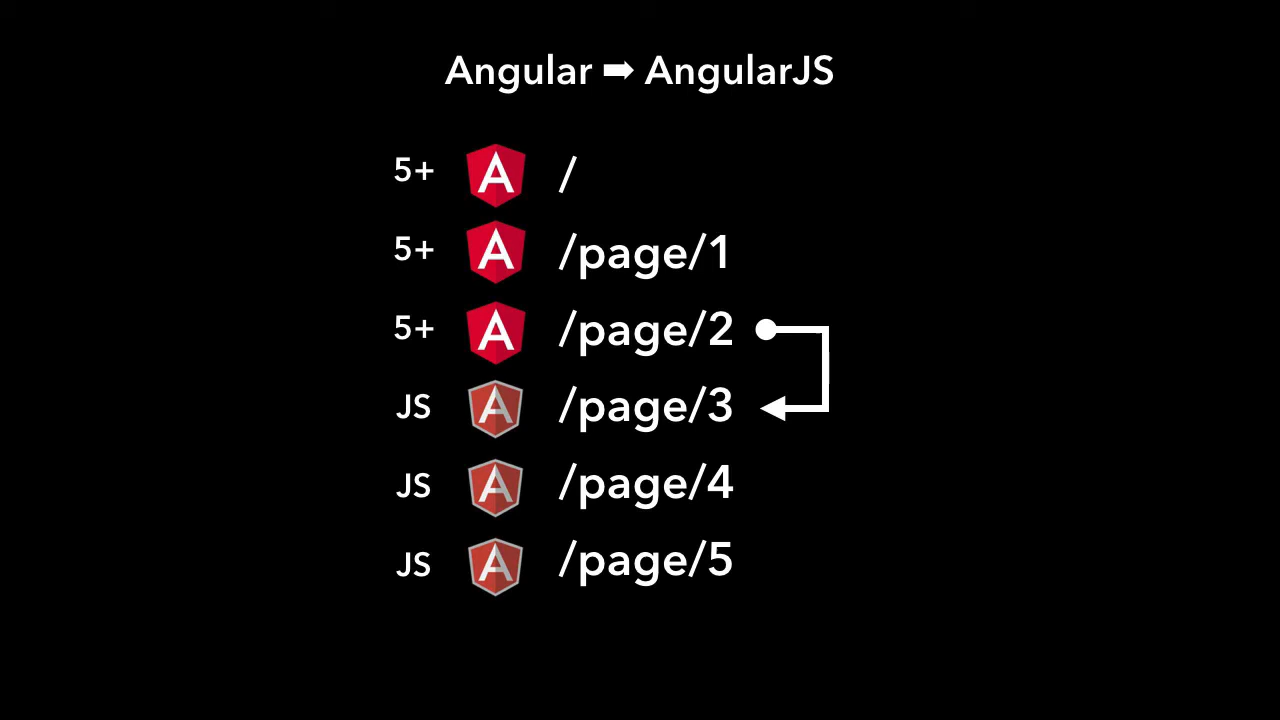 Angular ➡ AngularJS
5+ A /
5+ A /page/1
5+ A /page/2
JS A /page/3
JS A /page/4
JS A /page/5